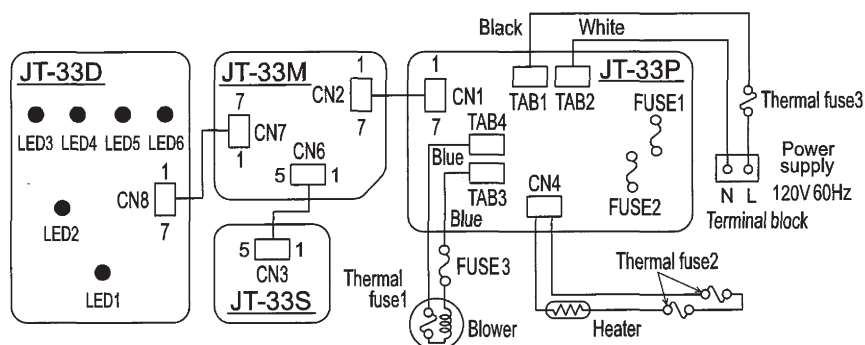 JT-33D
LED3 LED4 LED5 LED6
1
CN8
7
LED2
LED1
JT-33M
1
CN2
7
7
CN7
1
CN6
5 1
5 1
CN3
JT-33S
Black
White
JT-33P
1
CN1
7
TAB1 TAB2
TAB4
Blue
TAB3
Blue
CN4
FUSE1
FUSE2
Thermal fuse3
Power
supply
N L
120V 60Hz
Terminal block
FUSE3
Thermal
fuse1
Blower
Thermal fuse2
Heater